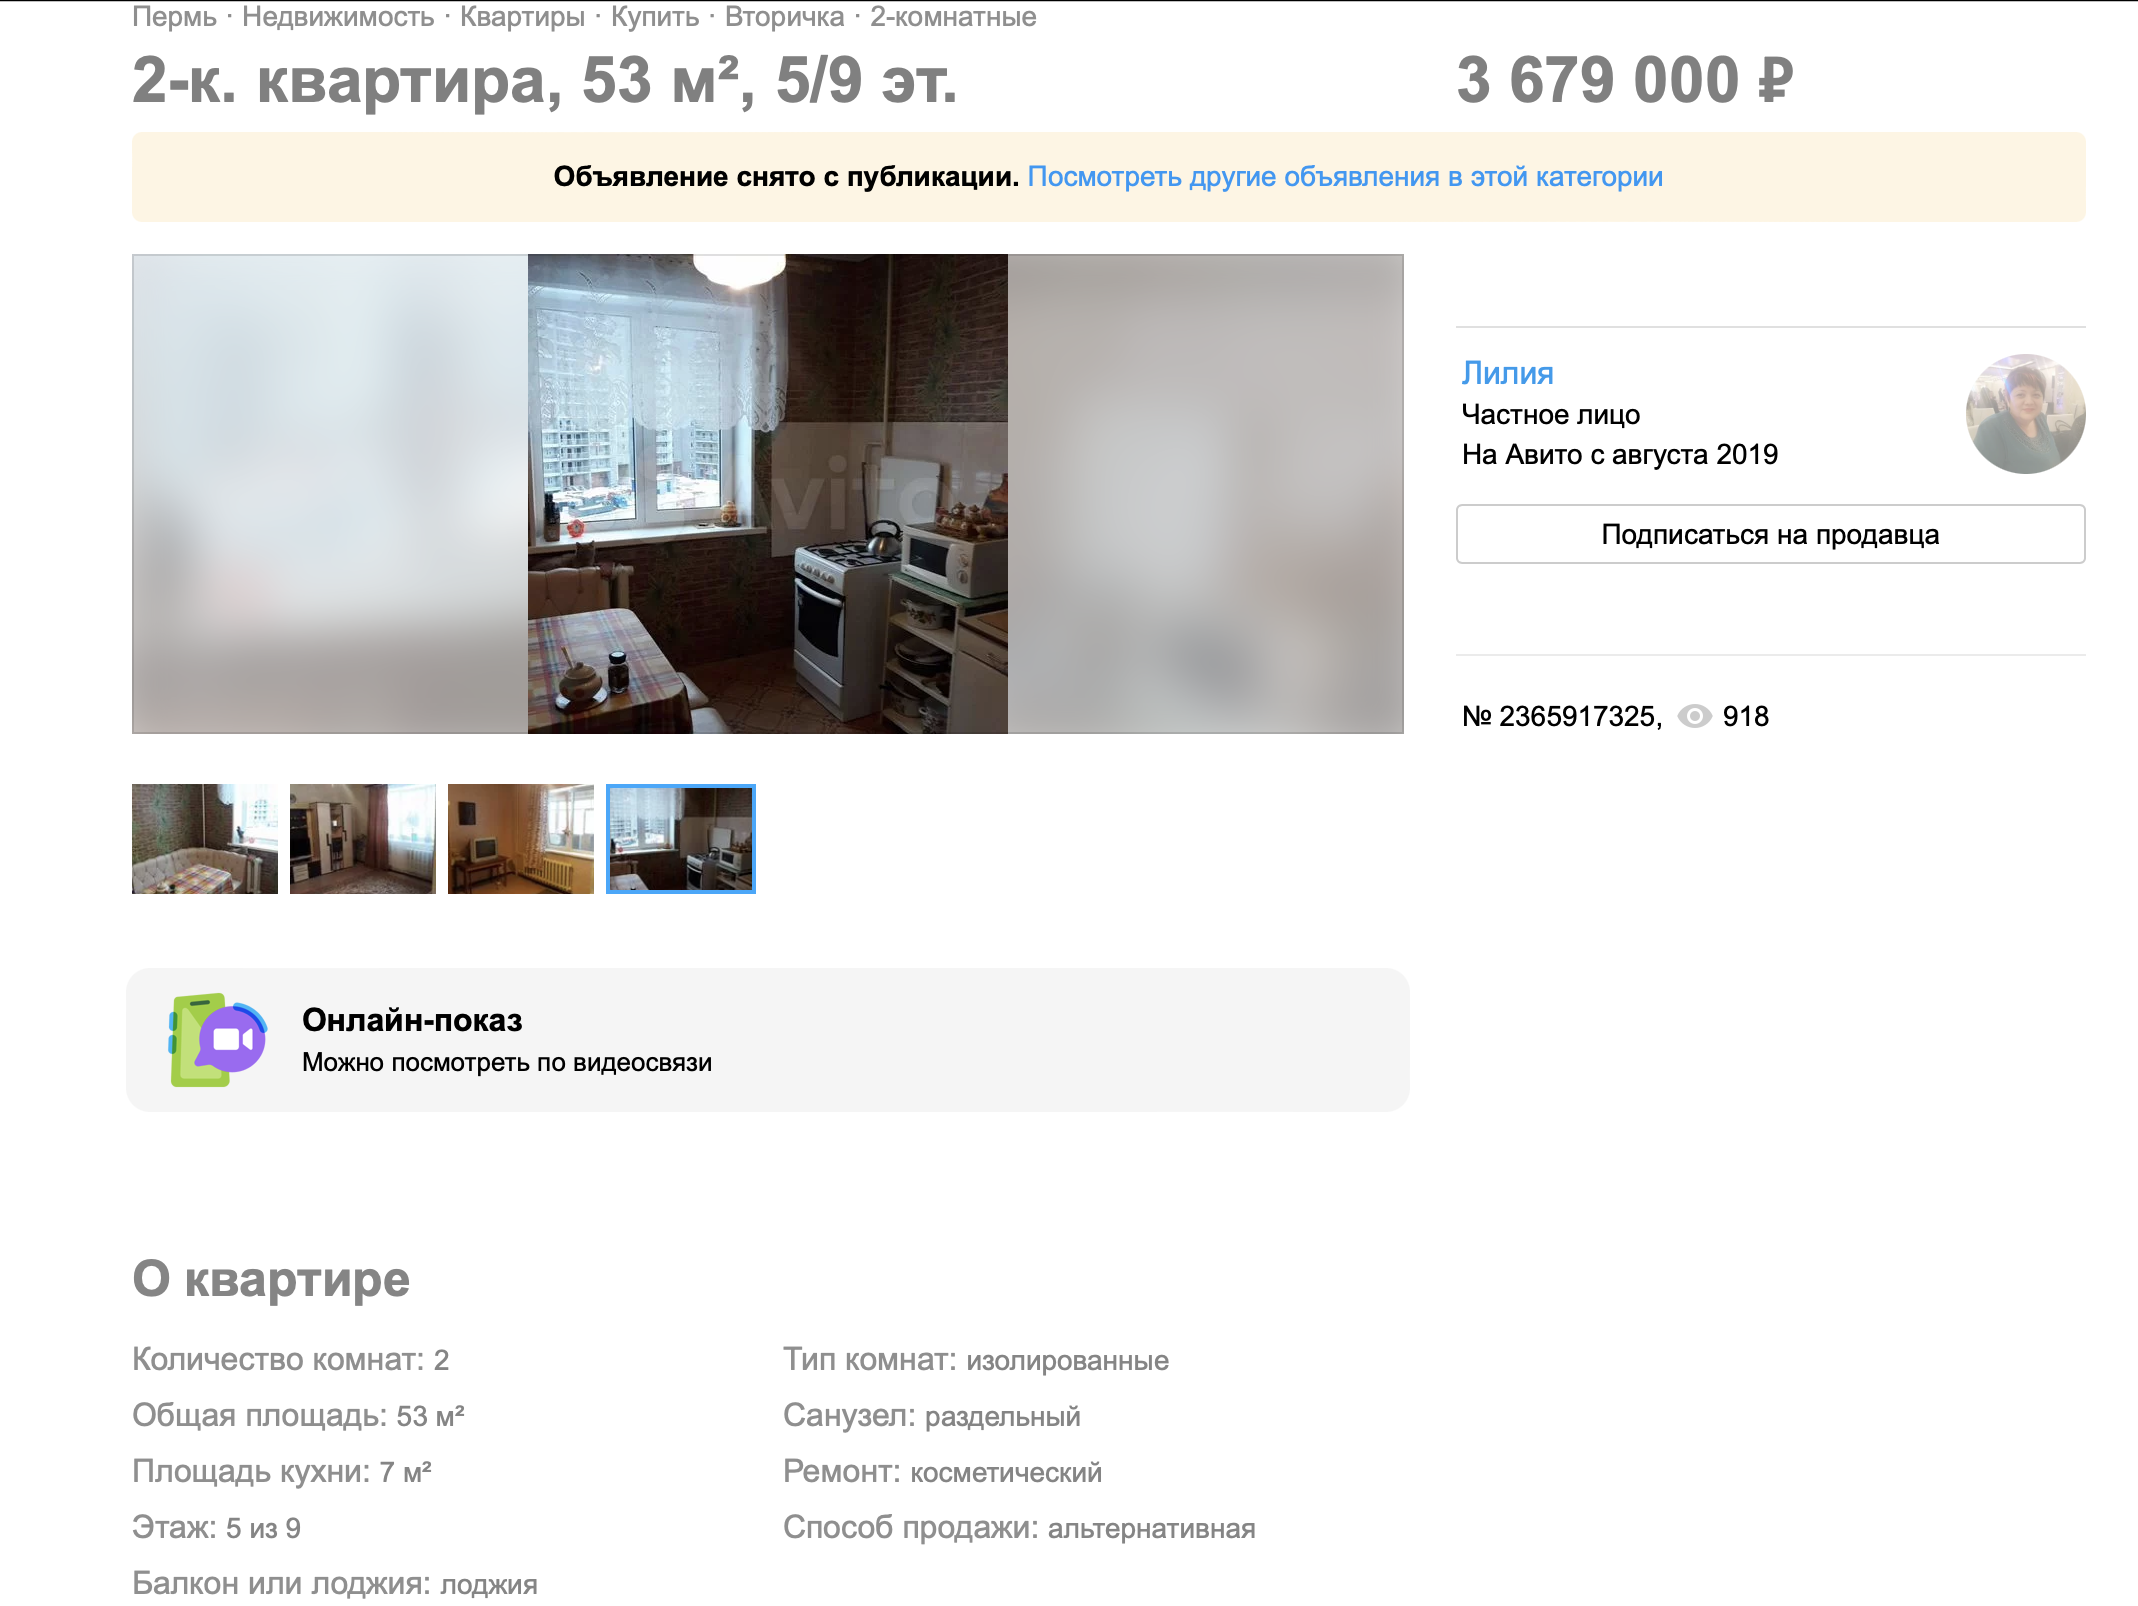 Пермь · Недвижимость · Квартиры · Купить · Вторичка · 2-комнатные
2-к. квартира, 53 м², 5/9 эт.
3 679 000 ₽
Объявление снято с публикации. Посмотреть другие объявления в этой категории
Лилия
Частное лицо
На Авито с августа 2019
Подписаться на продавца
№ 2365917325, 918
Avito
Онлайн-показ
Можно посмотреть по видеосвязи
О квартире
Количество комнат: 2
Общая площадь: 53 м²
Площадь кухни: 7 м²
Этаж: 5 из 9
Балкон или лоджия: лоджия
Тип комнат: изолированные
Санузел: раздельный
Ремонт: косметический
Способ продажи: альтернативная